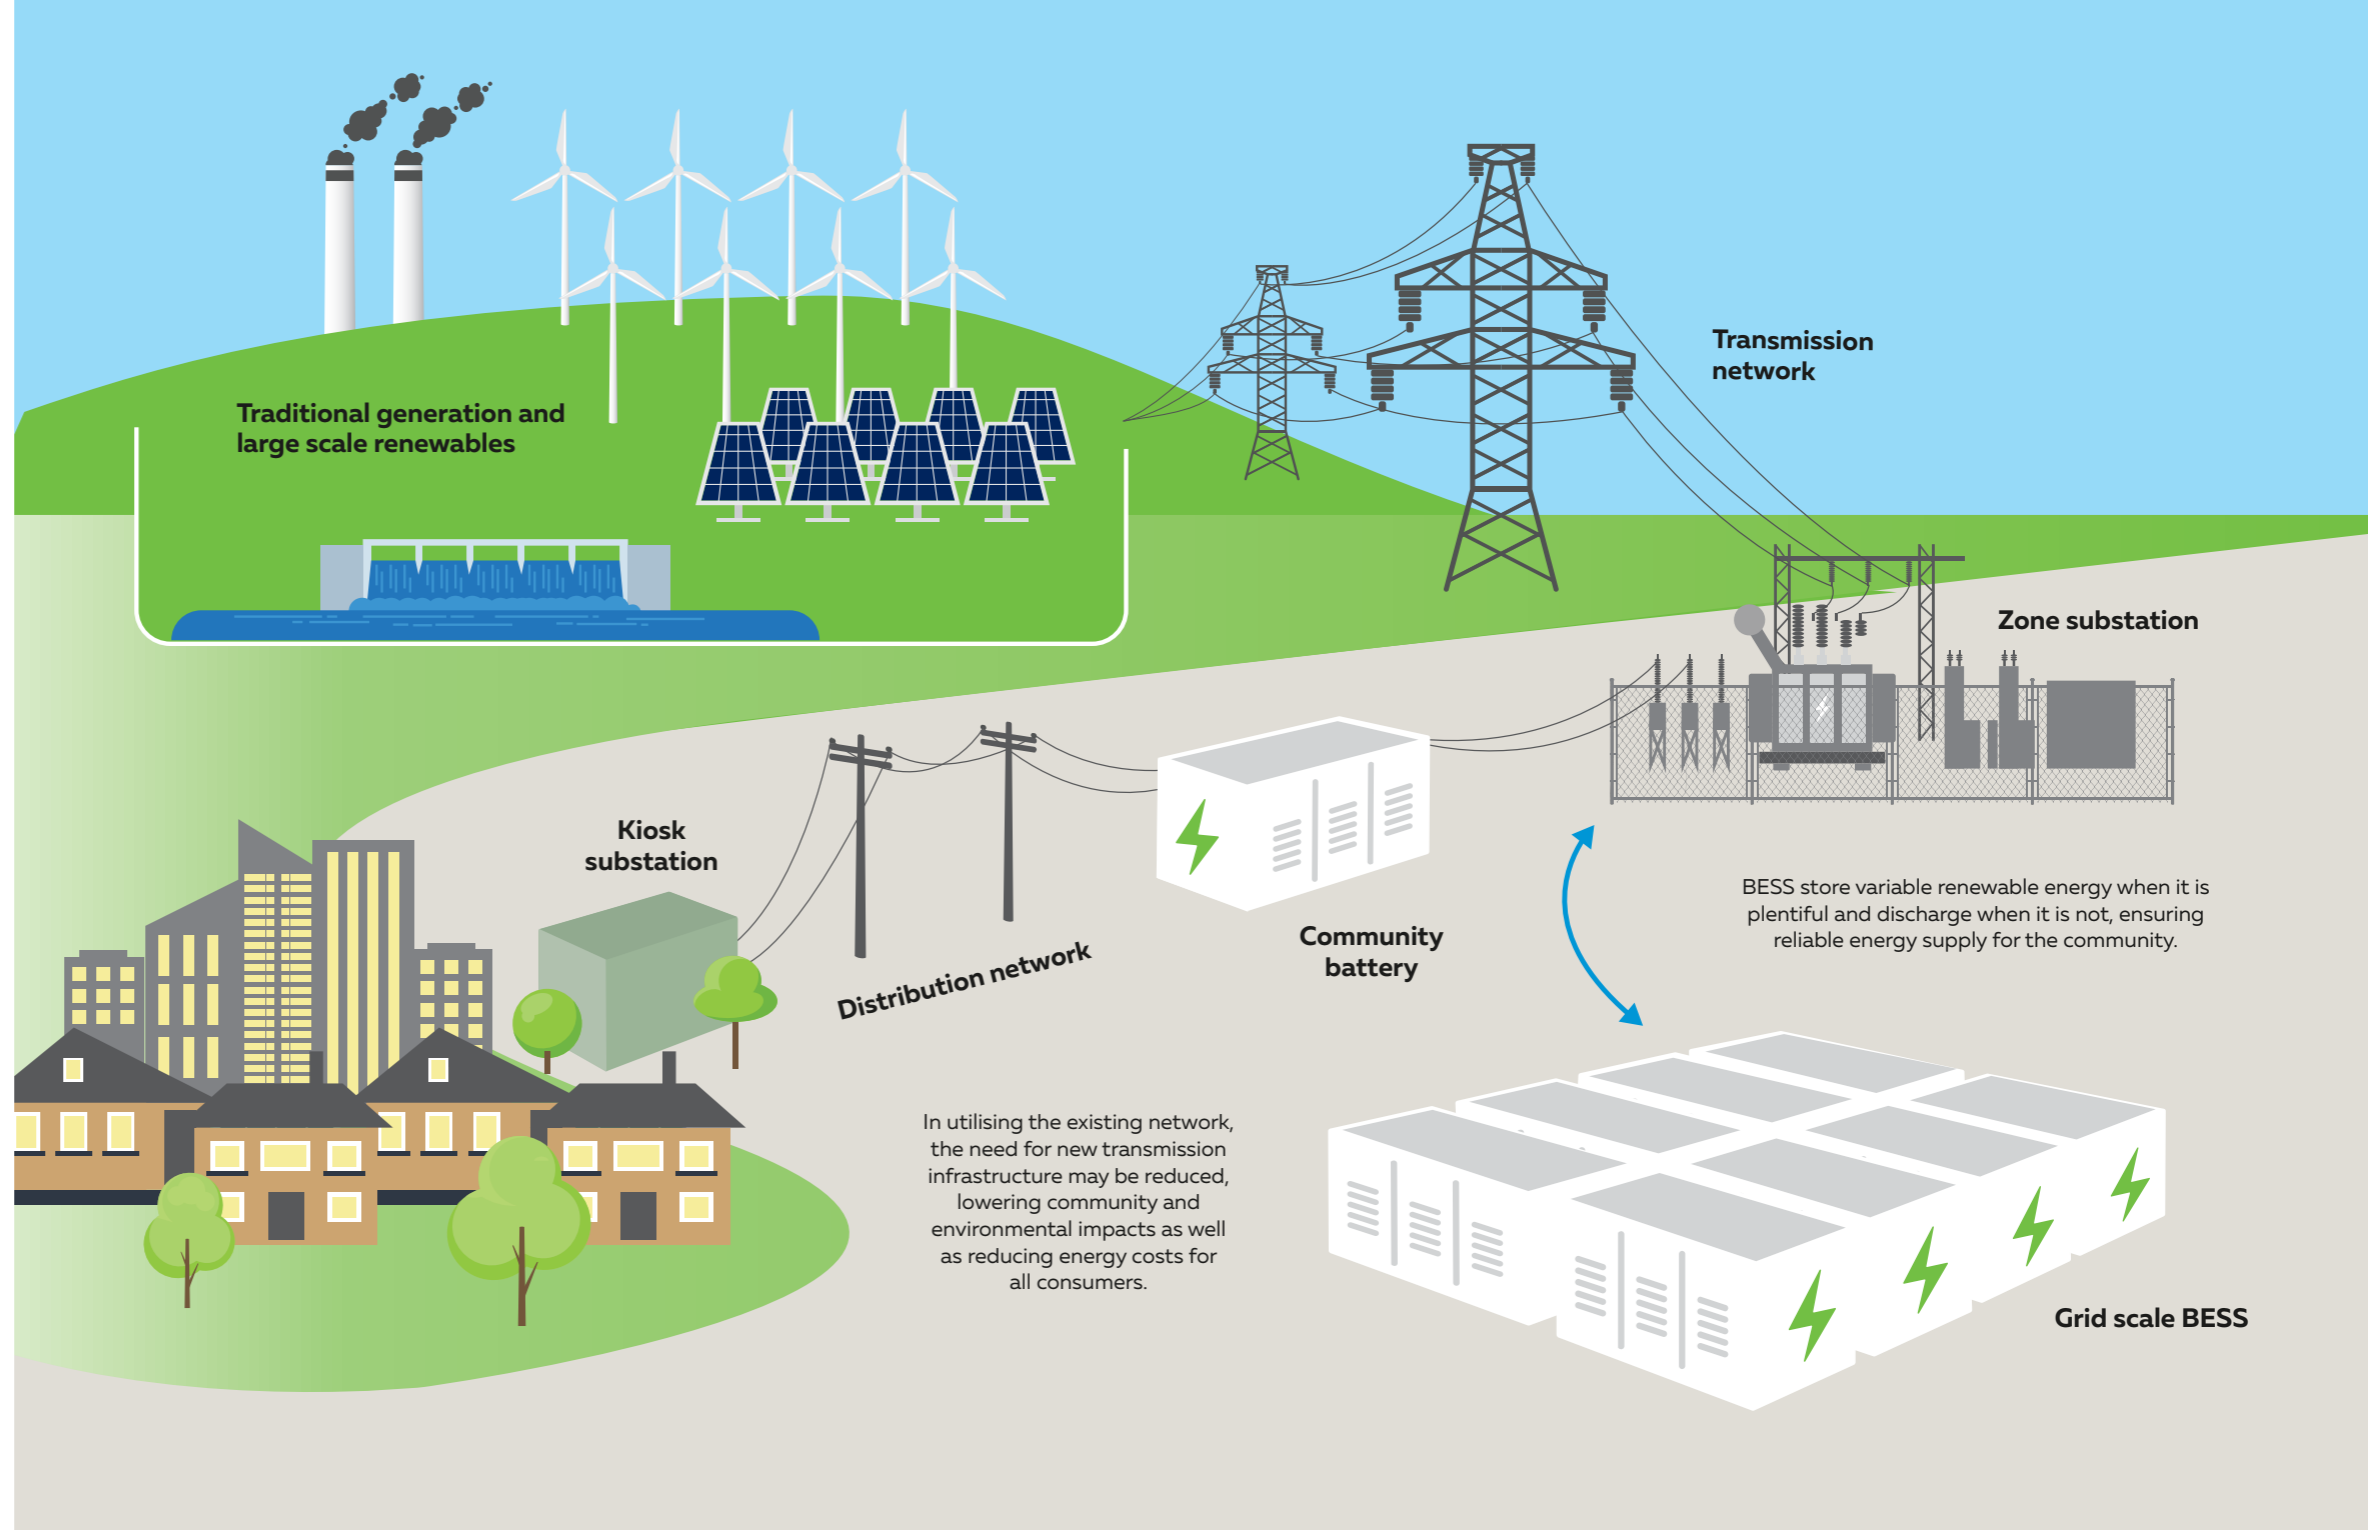 Traditional generation and
large scale renewables
Transmission
network
Zone substation
Kiosk
substation
Distribution network
Community
battery
BESS store variable renewable energy when it is
plentiful and discharge when it is not, ensuring
reliable energy supply for the community.
In utilising the existing network,
the need for new transmission
infrastructure may be reduced,
lowering community and
environmental impacts as well
as reducing energy costs for
all consumers.
Grid scale BESS